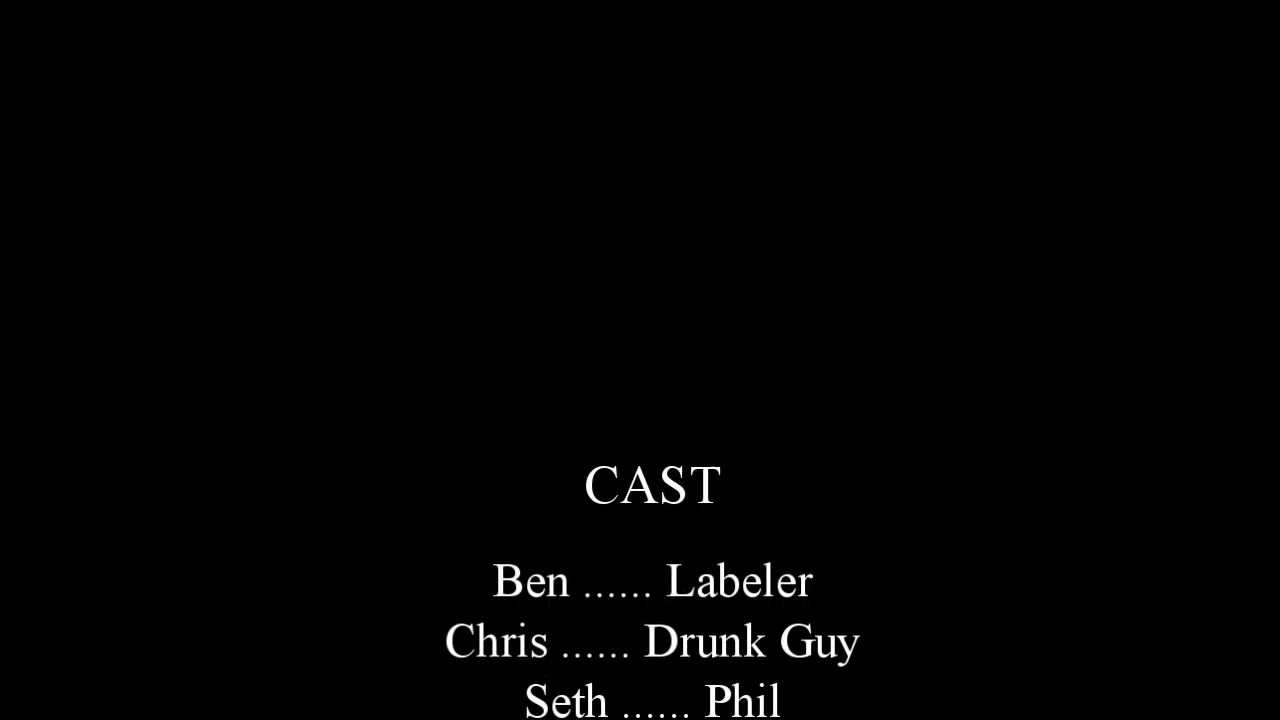 CAST
Ben ...... Labeler
Chris ...... Drunk Guy
Seth ...... Phil